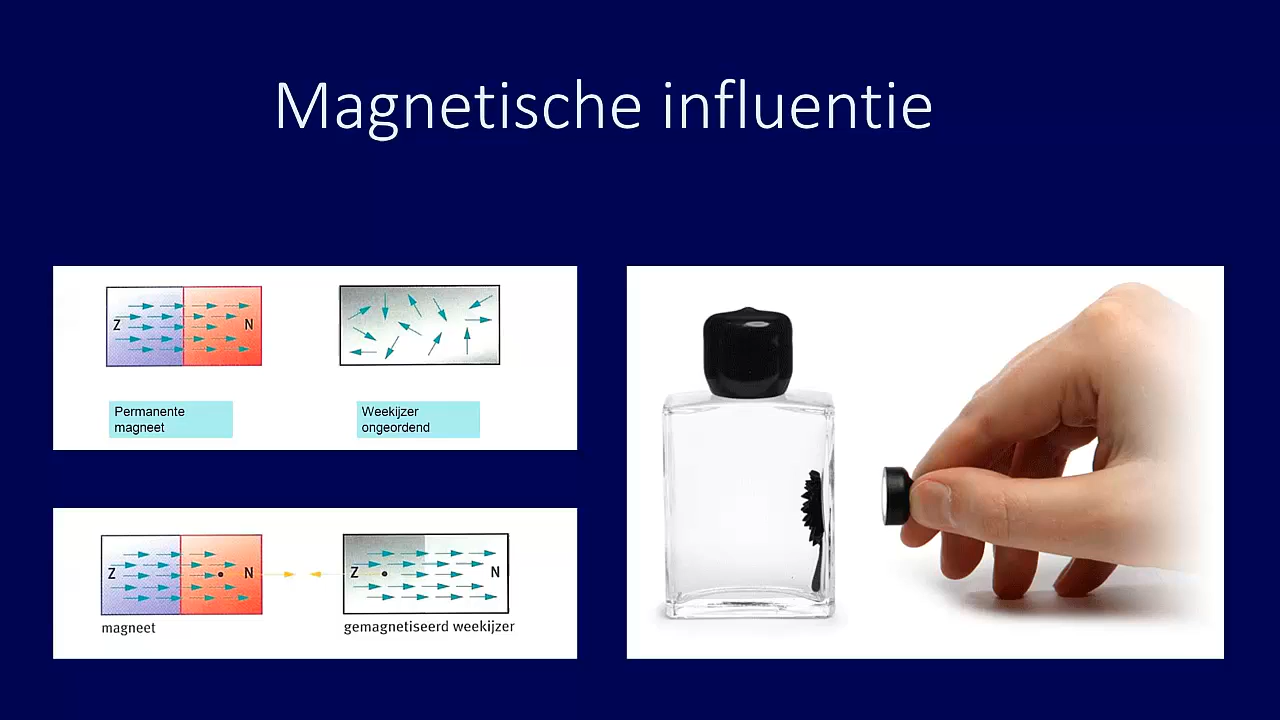 Magnetische influentie
Z N
Permanente
magneet
Weekijzer
ongeordend
Z N
Z N
magneet
gemagnetiseerd weekijzer